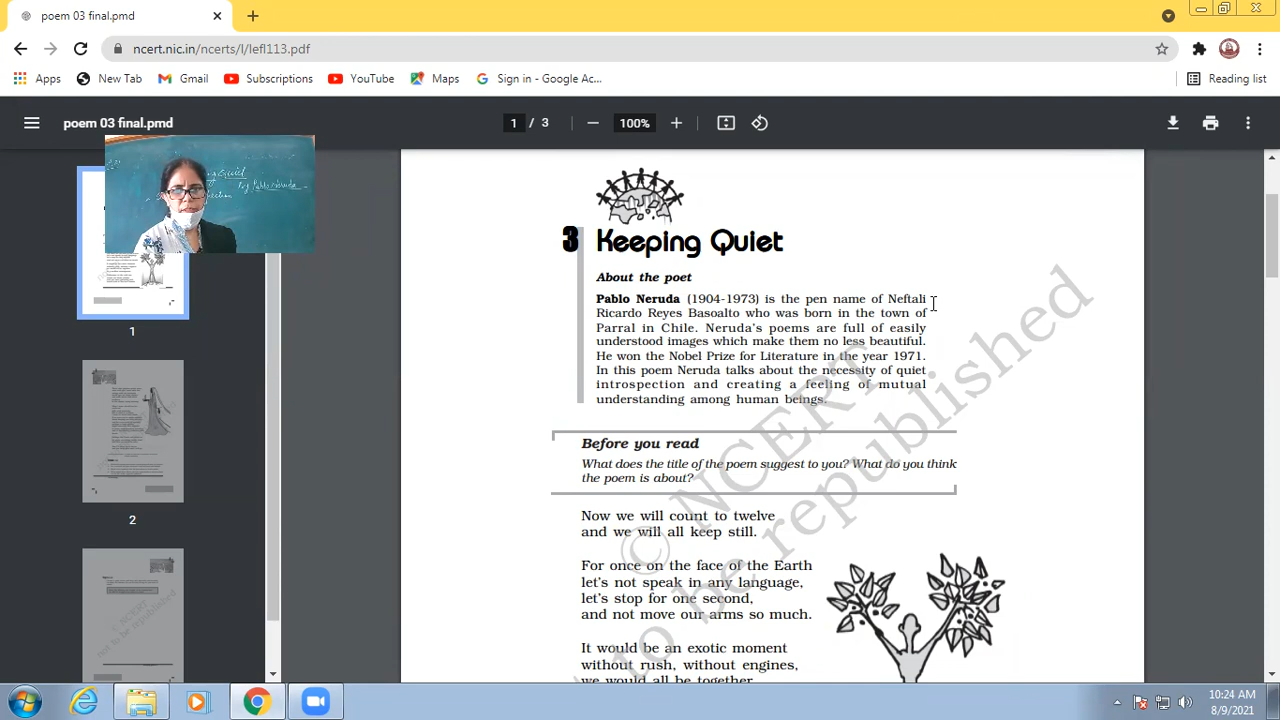 poem 03 final.pmd
ncert.nic.in/ncerts/l/lefl113.pdf
Apps
New Tab
Gmail
Subscriptions
YouTube
Maps
Sign in - Google Ac...
Reading list
poem 03 final.pmd
1 / 3
100%
Quiet
by Pablo Neruda
1
2
3 Keeping Quiet
About the poet
Pablo Neruda (1904-1973) is the pen name of Neftali
Ricardo Reyes Basoalto who was born in the town of
Parral in Chile. Neruda's poems are full of easily
understood images which make them no less beautiful.
He won the Nobel Prize for Literature in the year 1971.
In this poem Neruda talks about the necessity of quiet
introspection and creating a feeling of mutual
understanding among human beings.
Before you read
What does the title of the poem suggest to you? What do you think
the poem is about?
Now we will count to twelve
and we will all keep still.
For once on the face of the Earth
let's not speak in any language,
let's stop for one second,
and not move our arms so much.
It would be an exotic moment
without rush, without engines,
we would all be together
© NCERT
to be republished
10:24 AM
8/9/2021